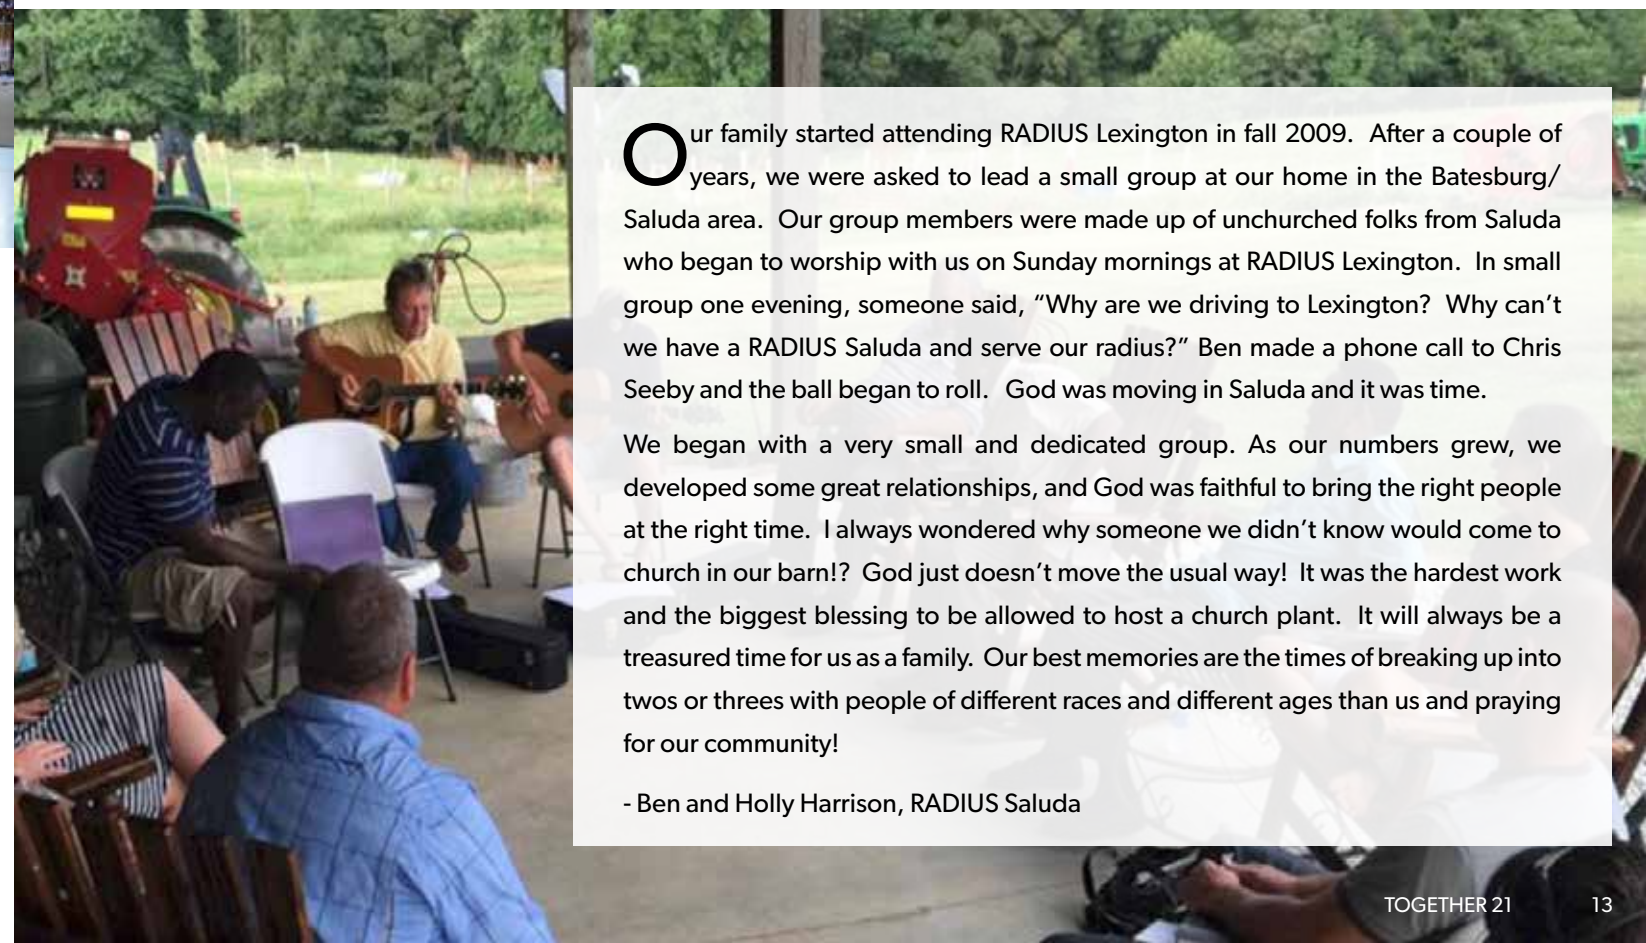 Our family started attending RADIUS Lexington in fall 2009.  After a couple of
years, we were asked to lead a small group at our home in the Batesburg/
Saluda area.  Our group members were made up of unchurched folks from Saluda
who began to worship with us on Sunday mornings at RADIUS Lexington.  In small
group one evening, someone said, “Why are we driving to Lexington?  Why can’t
we have a RADIUS Saluda and serve our radius?” Ben made a phone call to Chris
Seeby and the ball began to roll.   God was moving in Saluda and it was time.
We began with a very small and dedicated group. As our numbers grew, we
developed some great relationships, and God was faithful to bring the right people
at the right time.  I always wondered why someone we didn’t know would come to
church in our barn!?  God just doesn’t move the usual way!  It was the hardest work
and the biggest blessing to be allowed to host a church plant.  It will always be a
treasured time for us as a family.  Our best memories are the times of breaking up into
twos or threes with people of different races and different ages than us and praying
for our community!
- Ben and Holly Harrison, RADIUS Saluda
TOGETHER 21 13